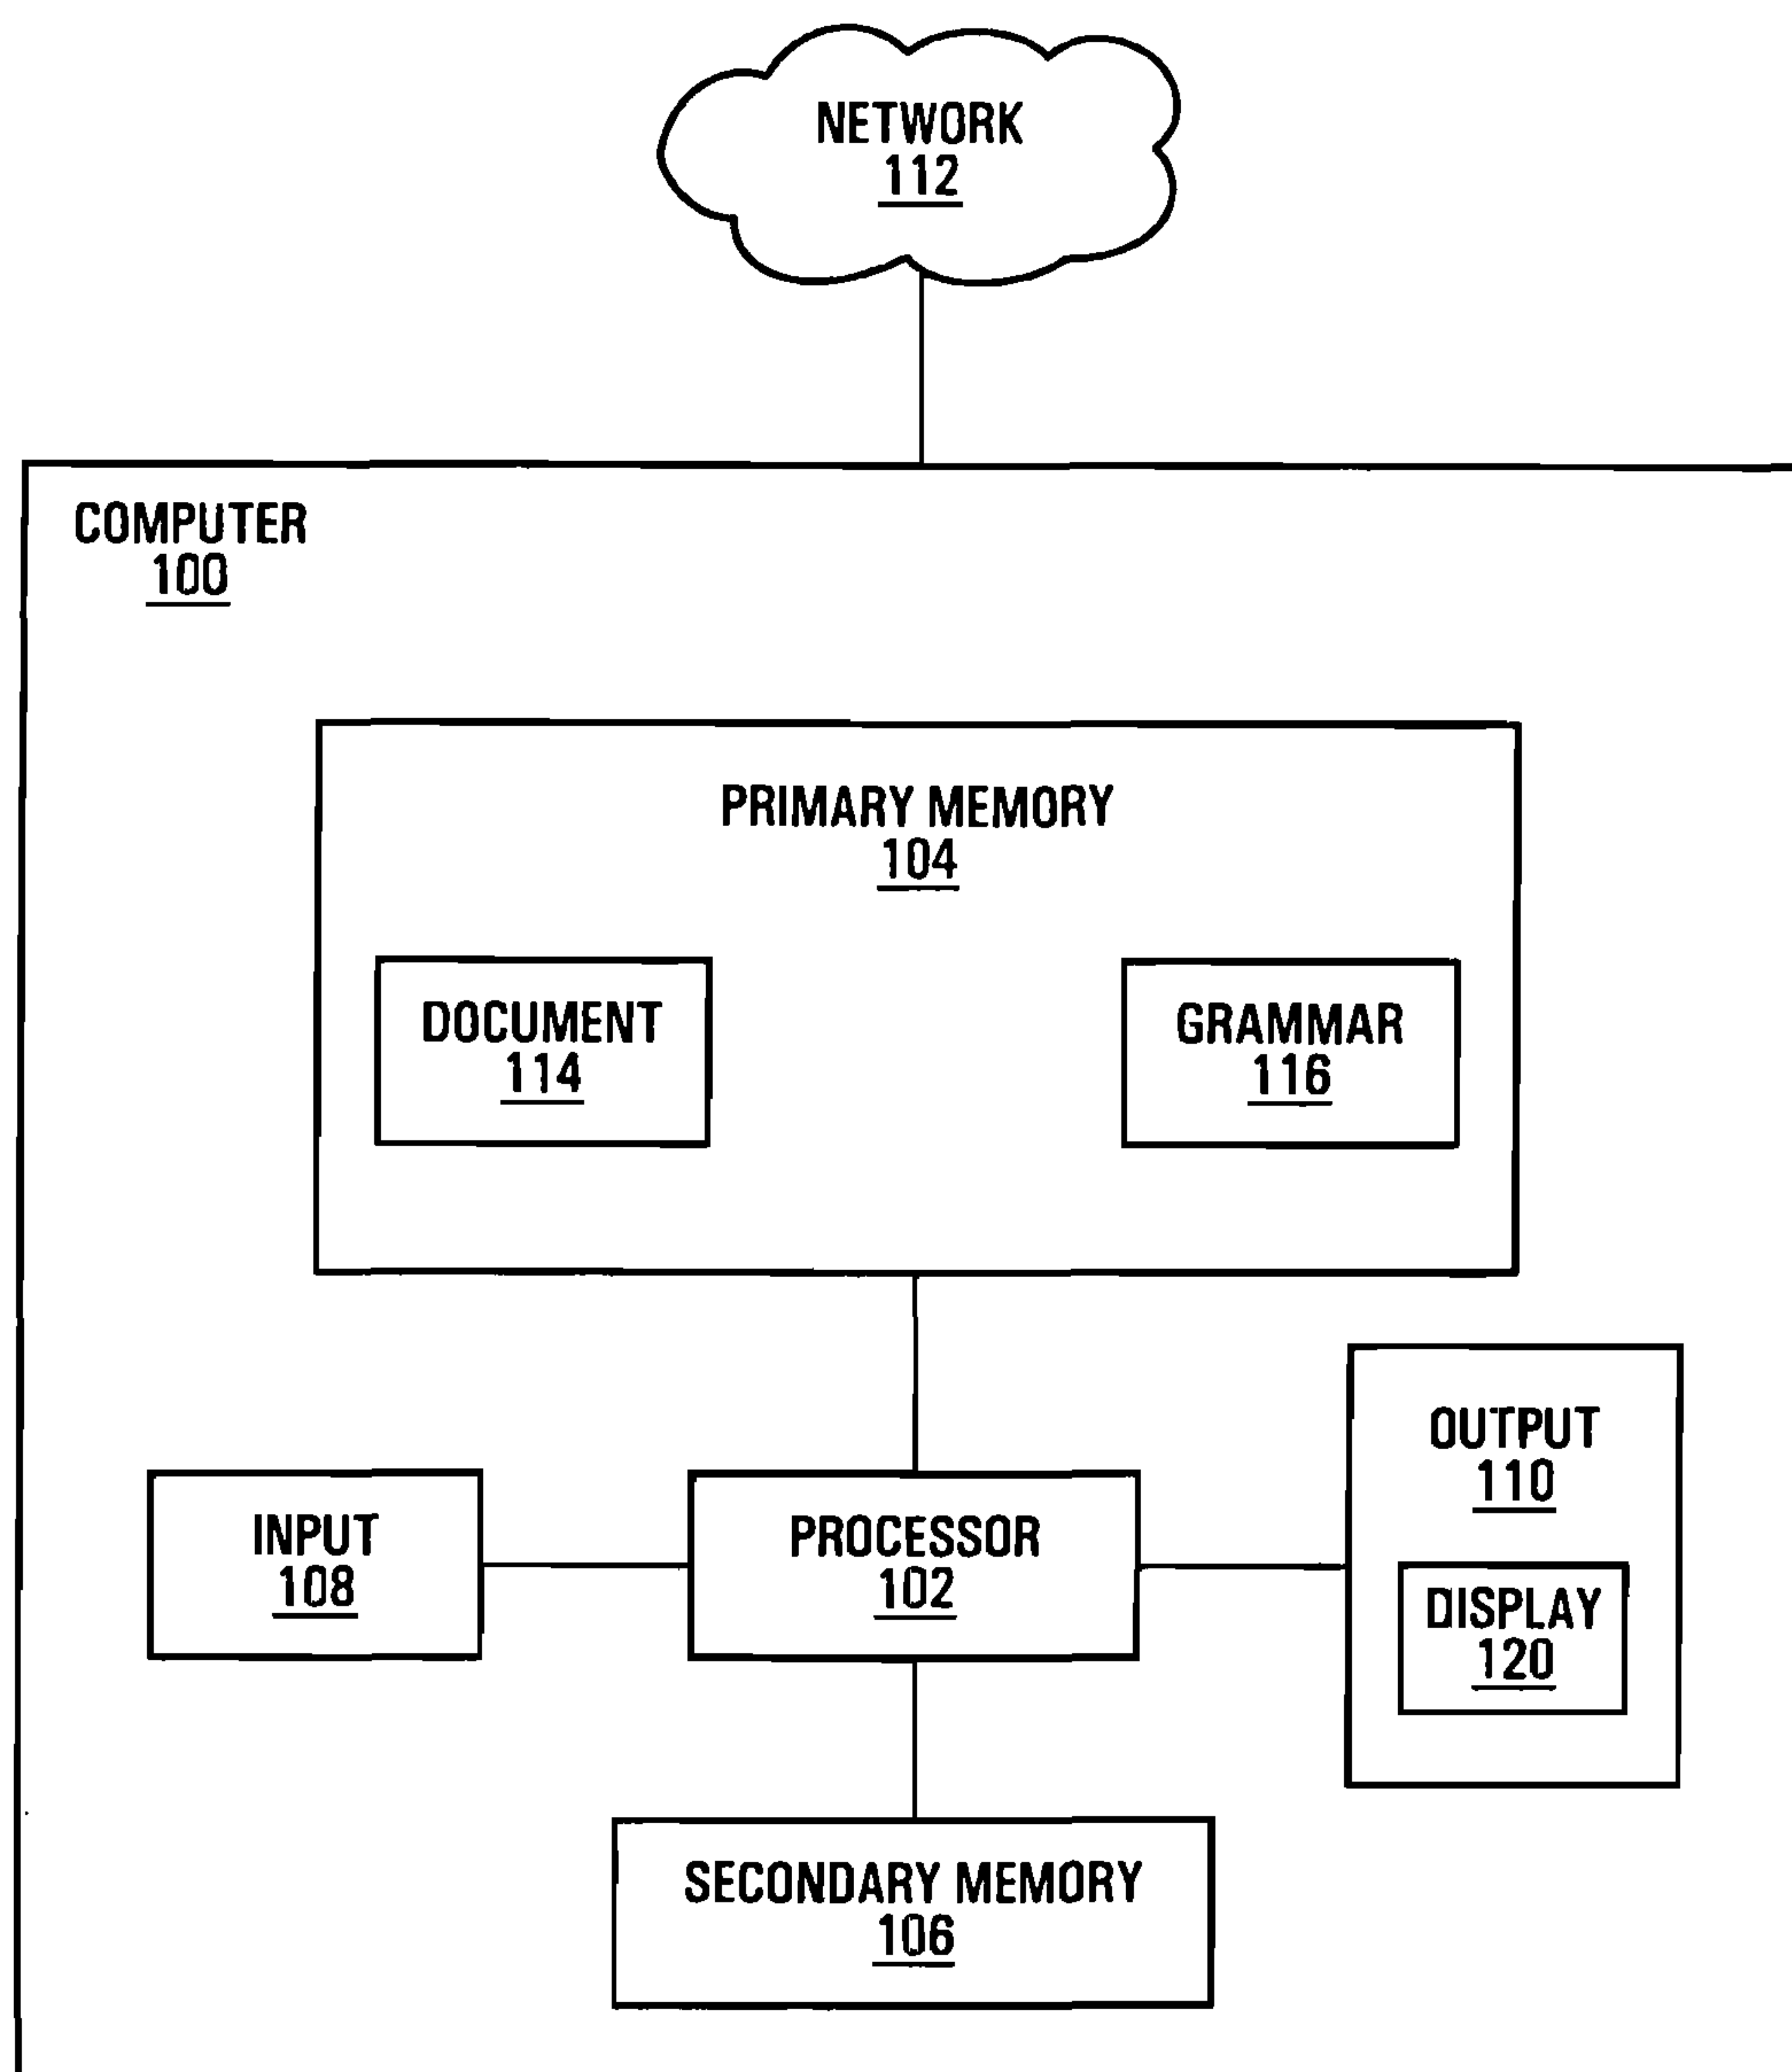 NETWORK
112
COMPUTER
100
PRIMARY MEMORY
104
DOCUMENT
114
GRAMMAR
116
OUTPUT
110
INPUT
108
PROCESSOR
102
DISPLAY
120
SECONDARY MEMORY
106